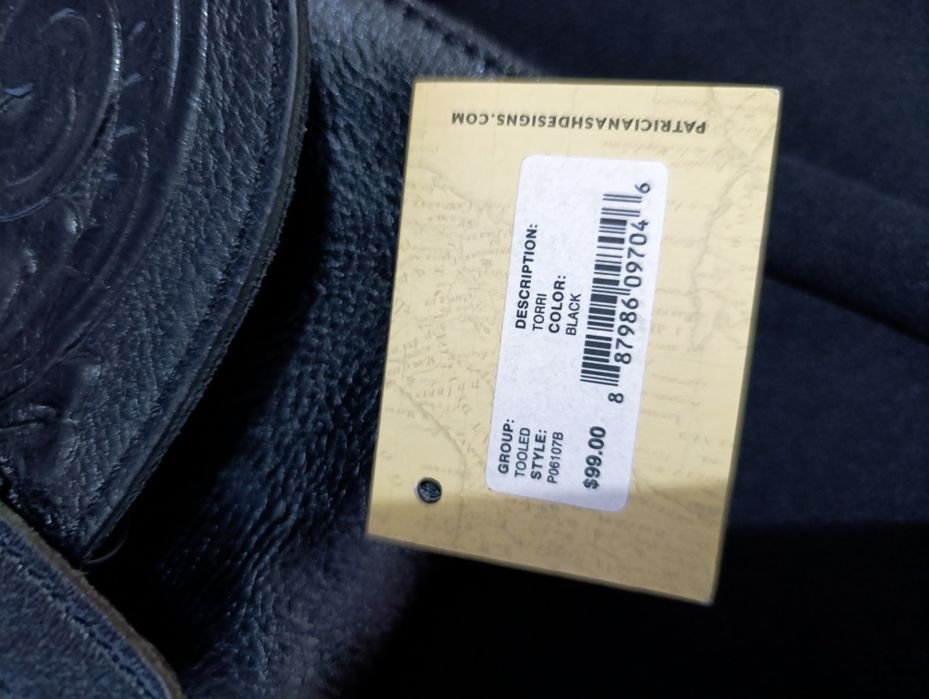 PATRICIANASHDESIGNS.COM
GROUP:
TOOLED
STYLE:
P06107B
DESCRIPTION:
TORRI
COLOR:
BLACK
$99.00
8 87986 09704 6